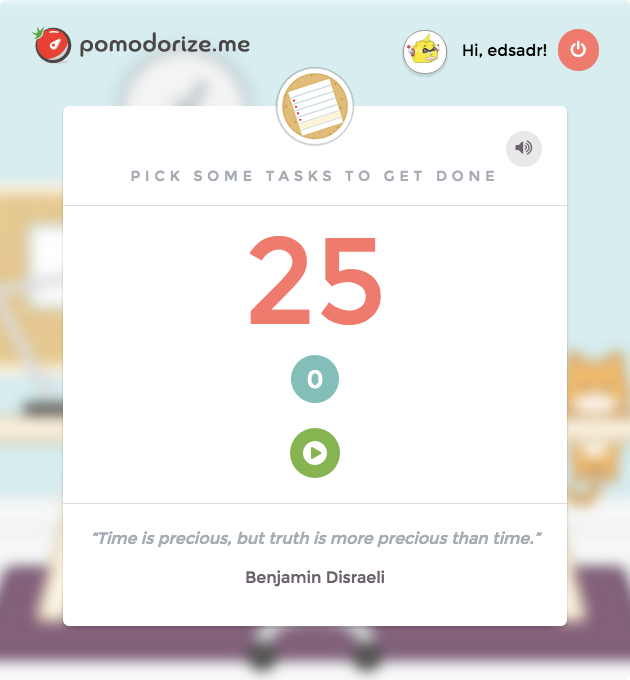 pomodorize.me
Hi, edsadr!
PICK SOME TASKS TO GET DONE
25
0
“Time is precious, but truth is more precious than time.”
Benjamin Disraeli